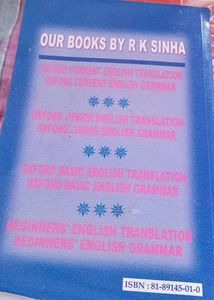 OUR BOOKS BY R K SINHA
OXFORD CURRENT ENGLISH TRANSLATION
OXFORD CURRENT ENGLISH GRAMMAR
OXFORD JUNIOR ENGLISH TRANSLATION
OXFORD JUNIOR ENGLISH GRAMMAR
OXFORD BASIC ENGLISH TRANSLATION
OXFORD BASIC ENGLISH GRAMMAR
BEGINNERS' ENGLISH TRANSLATION
BEGINNERS' ENGLISH GRAMMAR
ISBN : 81-89145-01-0